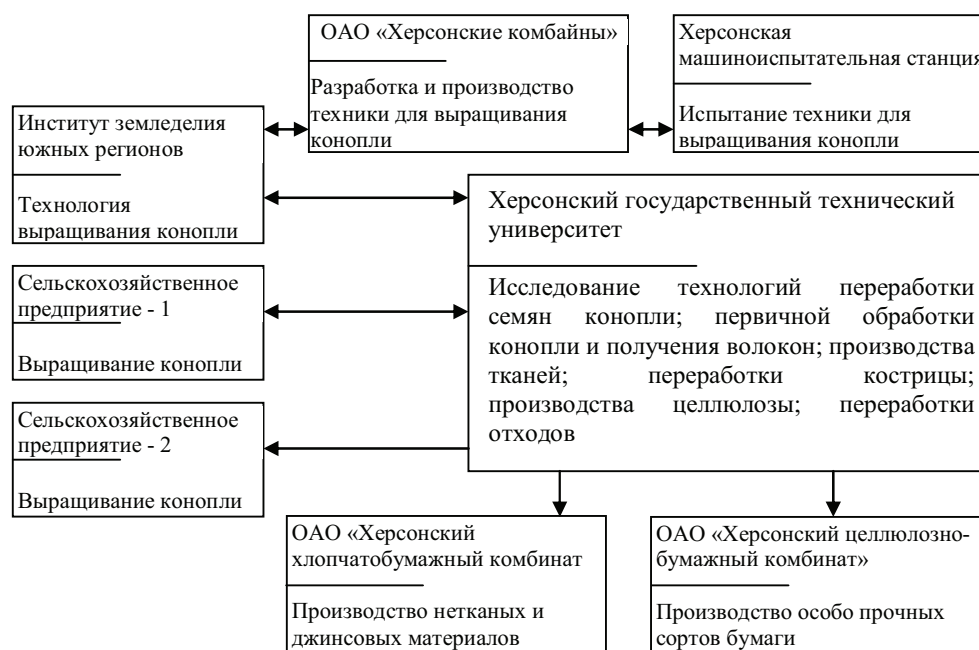 ОАО «Херсонские комбайны»
Разработка и производство
техники для выращивания
конопли
Херсонская
машиноиспытательная станция
Испытание техники для
выращивания конопли
Институт земледелия
южных регионов
Технология
выращивания конопли
Херсонский государственный технический
университет
Исследование технологий переработки
семян конопли; первичной обработки
конопли и получения волокон; производства
тканей; переработки кострицы;
производства целлюлозы; переработки
отходов
Сельскохозяйственное
предприятие - 1
Выращивание конопли
Сельскохозяйственное
предприятие - 2
Выращивание конопли
ОАО «Херсонский
хлопчатобумажный комбинат
Производство нетканых и
джинсовых материалов
ОАО «Херсонский целлюлозно-
бумажный комбинат»
Производство особо прочных
сортов бумаги